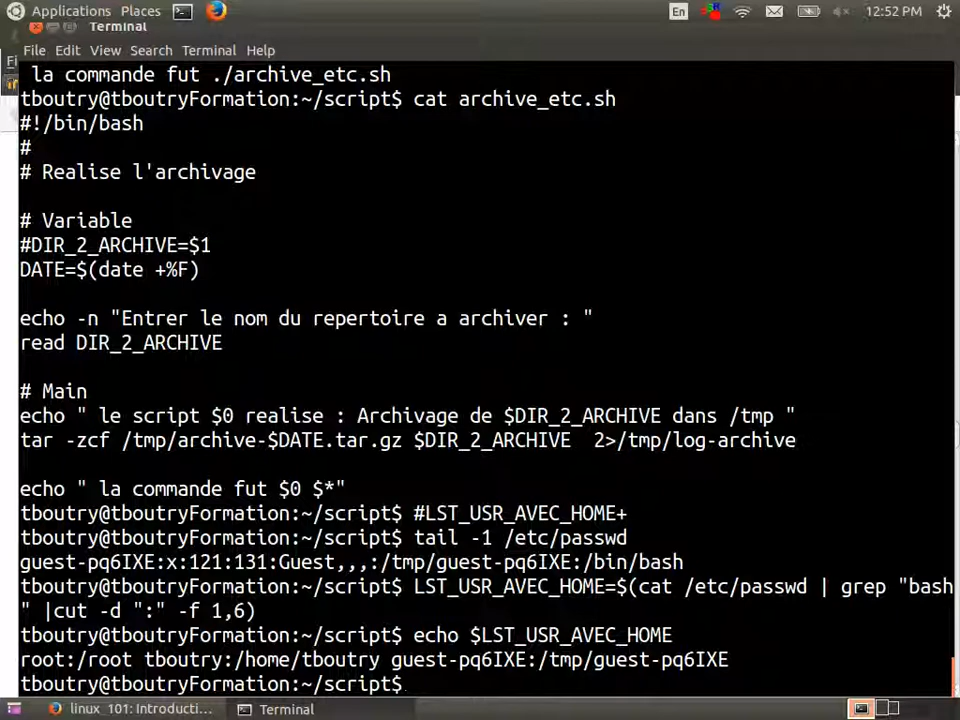 Applications Places
En
12:52 PM
Terminal
File Edit View Search Terminal Help
la commande fut ./archive_etc.sh
tboutry@tboutryFormation:~/script$ cat archive_etc.sh
#!/bin/bash
#
# Realise l'archivage
# Variable
#DIR_2_ARCHIVE=$1
DATE=$(date +%F)
echo -n "Entrer le nom du repertoire a archiver : "
read DIR_2_ARCHIVE
# Main
echo " le script $0 realise : Archivage de $DIR_2_ARCHIVE dans /tmp "
tar -zcf /tmp/archive-$DATE.tar.gz $DIR_2_ARCHIVE  2>/tmp/log-archive
echo " la commande fut $0 $*"
tboutry@tboutryFormation:~/script$ #LST_USR_AVEC_HOME+
tboutry@tboutryFormation:~/script$ tail -1 /etc/passwd
guest-pq6IXE:x:121:131:Guest,,,:/tmp/guest-pq6IXE:/bin/bash
tboutry@tboutryFormation:~/script$ LST_USR_AVEC_HOME=$(cat /etc/passwd | grep "bash
" |cut -d ":" -f 1,6)
tboutry@tboutryFormation:~/script$ echo $LST_USR_AVEC_HOME
root:/root tboutry:/home/tboutry guest-pq6IXE:/tmp/guest-pq6IXE
tboutry@tboutryFormation:~/script$
linux_101: Introducti... Terminal